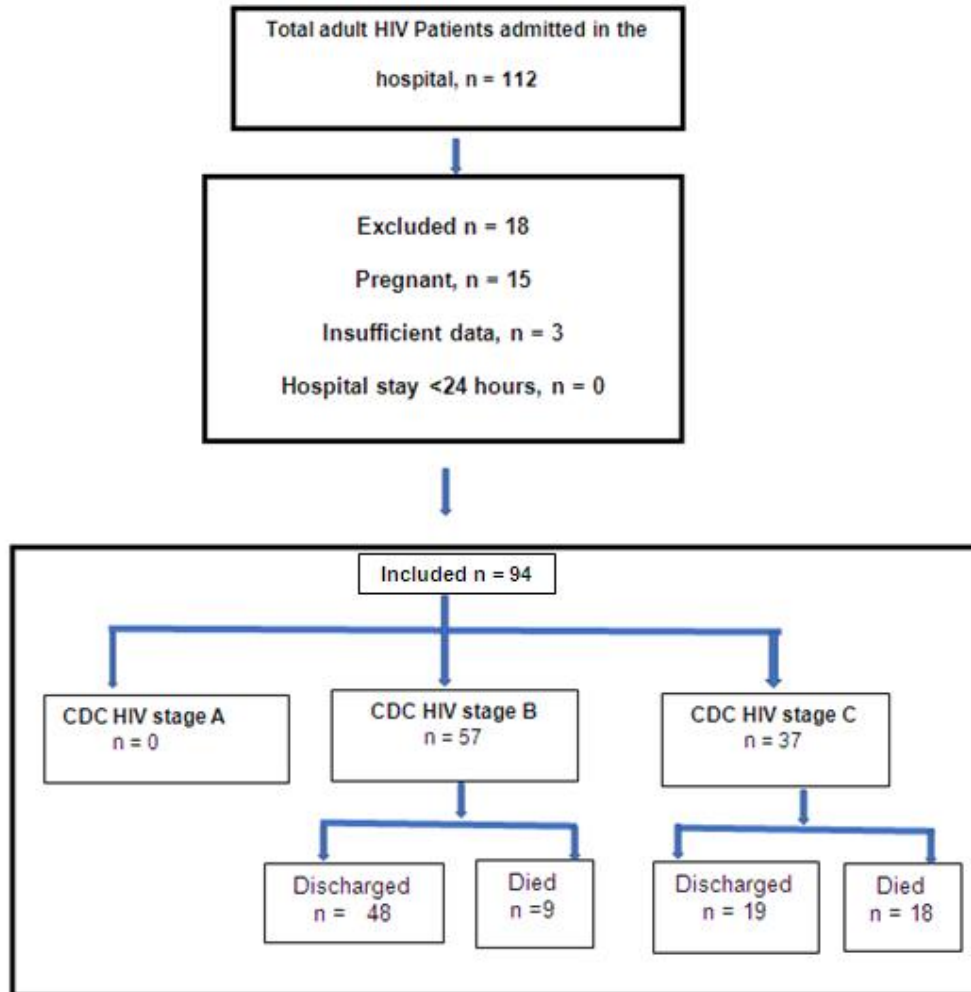 Total adult HIV Patients admitted in the
hospital, n = 112
Excluded n = 18
Pregnant, n = 15
Insufficient data, n = 3
Hospital stay <24 hours, n = 0
Included n = 94
CDC HIV stage A
n = 0
CDC HIV stage B
n = 57
CDC HIV stage C
n = 37
Discharged
n = 48
Died
n =9
Discharged
n = 19
Died
n = 18